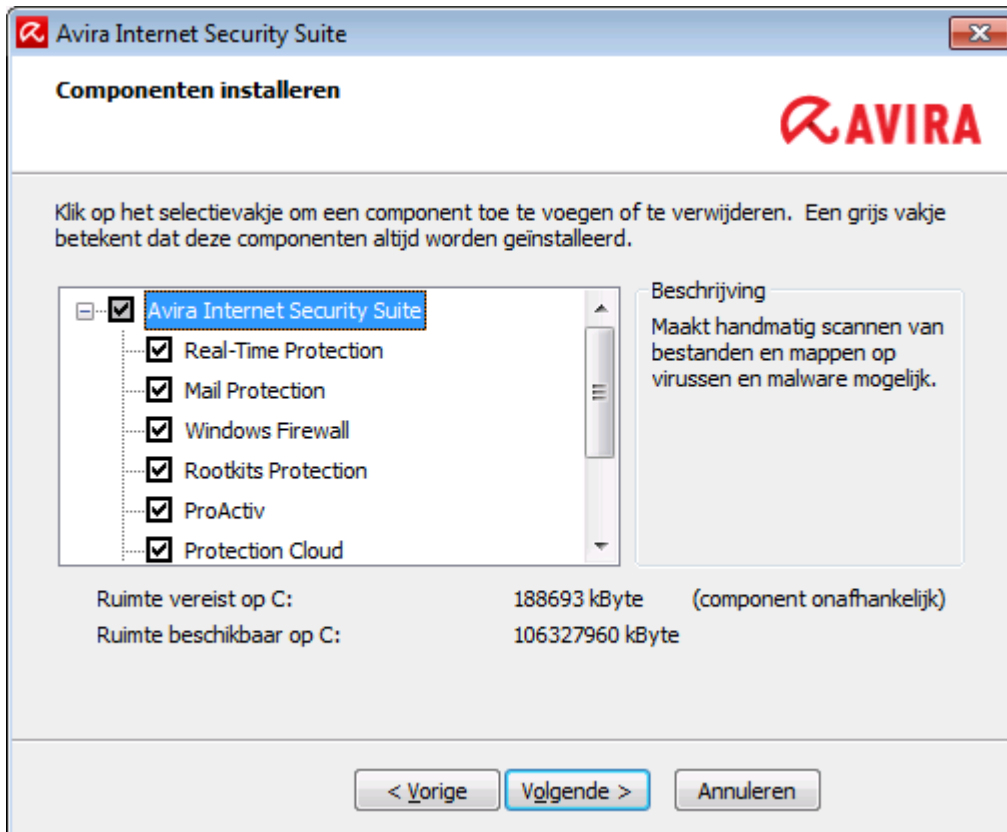 Avira Internet Security Suite
Componenten installeren
AVIRA
Klik op het selectievakje om een component toe te voegen of te verwijderen. Een grijs vakje
betekent dat deze componenten altijd worden geïnstalleerd.
Avira Internet Security Suite
Real-Time Protection
Mail Protection
Windows Firewall
Rootkits Protection
ProActiv
Protection Cloud
Beschrijving
Maakt handmatig scannen van
bestanden en mappen op
virussen en malware mogelijk.
Ruimte vereist op C: 188693 kByte (component onafhankelijk)
Ruimte beschikbaar op C: 106327960 kByte
< Vorige Volgende > Annuleren